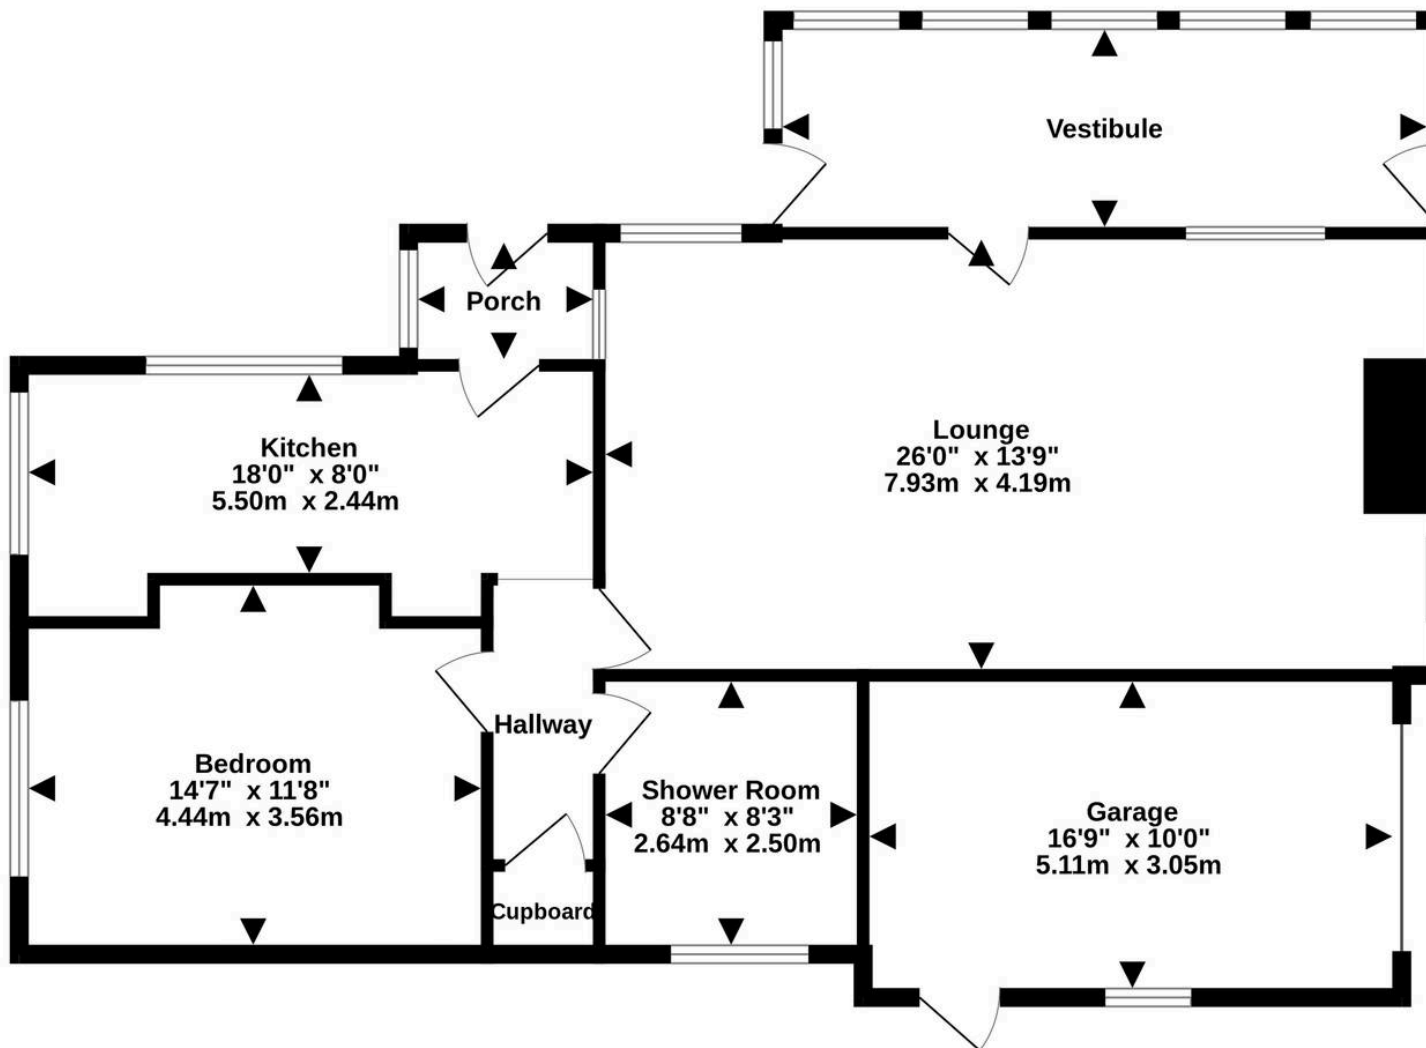 Vestibule
Porch
Kitchen
18'0" x 8'0"
5.50m x 2.44m
Lounge
26'0" x 13'9"
7.93m x 4.19m
Hallway
Bedroom
14'7" x 11'8"
4.44m x 3.56m
Shower Room
8'8" x 8'3"
2.64m x 2.50m
Garage
16'9" x 10'0"
5.11m x 3.05m
Cupboard